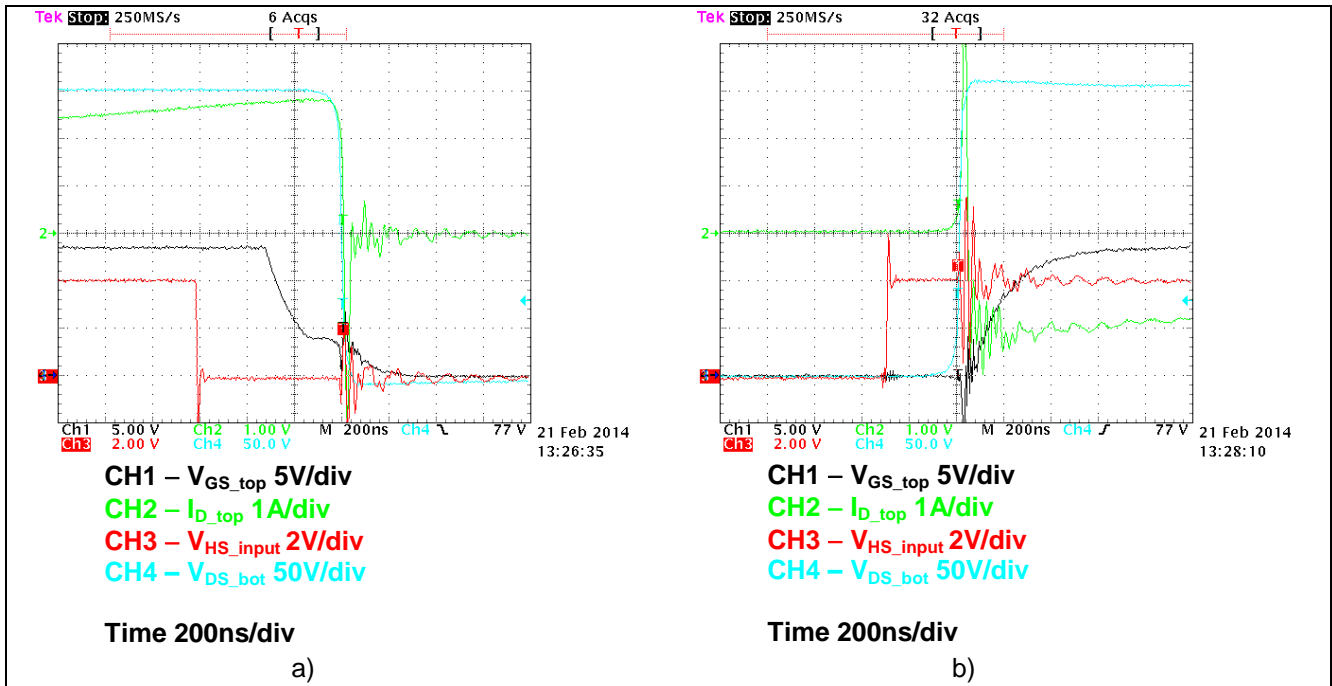 Tek Stop: 250MS/s 6 Acqs
[ T ]
2→
Ch1 5.00 V Ch2 1.00 V M 200ns Ch4 77 V
Ch3 2.00 V Ch4 50.0 V
21 Feb 2014
13:26:35
CH1 – VGS_top 5V/div
CH2 – ID_top 1A/div
CH3 – VHS_input 2V/div
CH4 – VDS_bot 50V/div
Time 200ns/div
a)
Tek Stop: 250MS/s 32 Acqs
[ T ]
2→
Ch1 5.00 V Ch2 1.00 V M 200ns Ch4 77 V
Ch3 2.00 V Ch4 50.0 V
21 Feb 2014
13:28:10
CH1 – VGS_top 5V/div
CH2 – ID_top 1A/div
CH3 – VHS_input 2V/div
CH4 – VDS_bot 50V/div
Time 200ns/div
b)